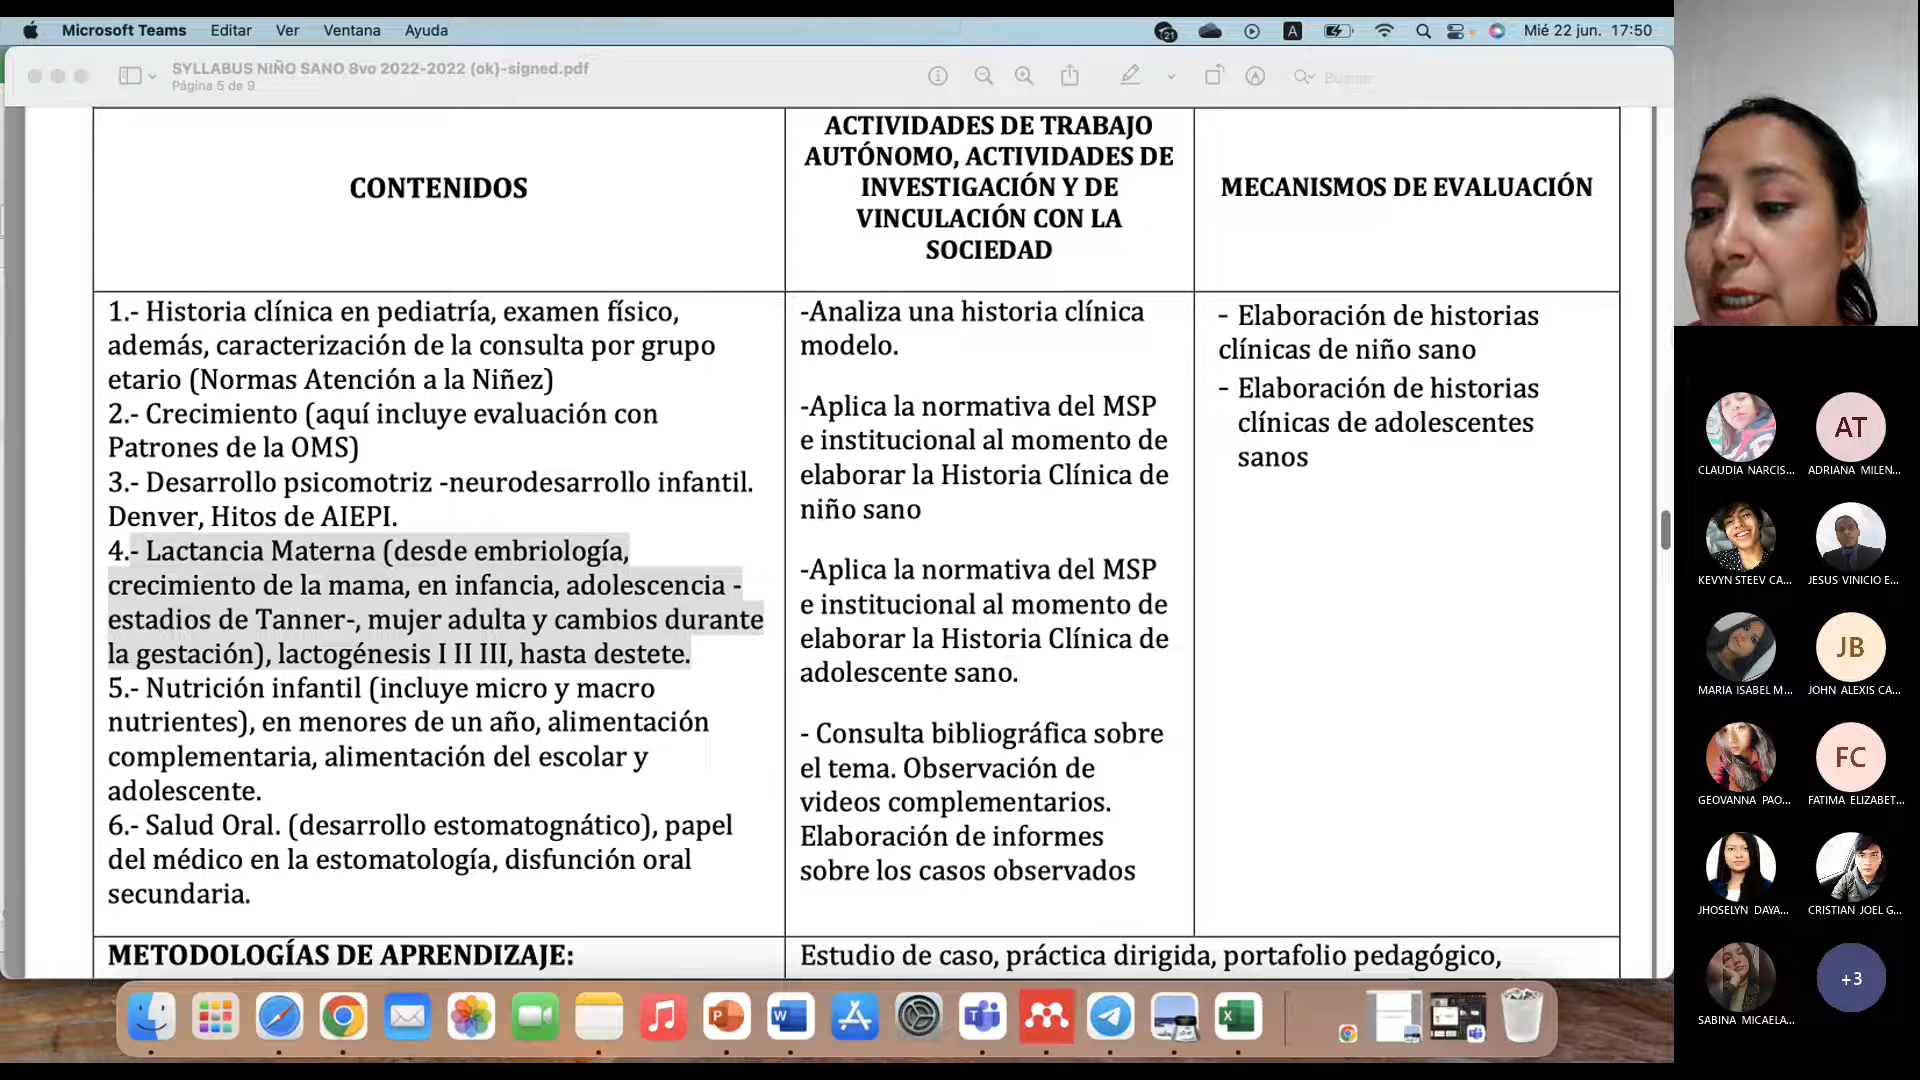 Microsoft Teams Editar Ver Ventana Ayuda
21
A
Mié 22 jun. 17:50
SYLLABUS NIÑO SANO 8vo 2022-2022 (ok)-signed.pdf
Página 5 de 9
Buscar
CONTENIDOS
ACTIVIDADES DE TRABAJO
AUTÓNOMO, ACTIVIDADES DE
INVESTIGACIÓN Y DE
VINCULACIÓN CON LA
SOCIEDAD
MECANISMOS DE EVALUACIÓN
1.- Historia clínica en pediatría, examen físico,
además, caracterización de la consulta por grupo
etario (Normas Atención a la Niñez)
2.- Crecimiento (aquí incluye evaluación con
Patrones de la OMS)
3.- Desarrollo psicomotriz -neurodesarrollo infantil.
Denver, Hitos de AIEPI.
4.- Lactancia Materna (desde embriología,
crecimiento de la mama, en infancia, adolescencia -
estadios de Tanner-, mujer adulta y cambios durante
la gestación), lactogénesis I II III, hasta destete.
5.- Nutrición infantil (incluye micro y macro
nutrientes), en menores de un año, alimentación
complementaria, alimentación del escolar y
adolescente.
6.- Salud Oral. (desarrollo estomatognático), papel
del médico en la estomatología, disfunción oral
secundaria.
-Analiza una historia clínica
modelo.
-Aplica la normativa del MSP
e institucional al momento de
elaborar la Historia Clínica de
niño sano
-Aplica la normativa del MSP
e institucional al momento de
elaborar la Historia Clínica de
adolescente sano.
- Consulta bibliográfica sobre
el tema. Observación de
videos complementarios.
Elaboración de informes
sobre los casos observados
- Elaboración de historias
clínicas de niño sano
- Elaboración de historias
clínicas de adolescentes
sanos
METODOLOGÍAS DE APRENDIZAJE:
Estudio de caso, práctica dirigida, portafolio pedagógico,
AT
CLAUDIA NARCIS...
ADRIANA MILEN...
KEVYN STEEV CA...
JESUS VINICIO E...
JB
MARIA ISABEL M...
JOHN ALEXIS CA...
FC
GEOVANNA PAO...
FATIMA ELIZABET...
JHOSELYN DAYA...
CRISTIAN JOEL G...
+3
SABINA MICAELA...